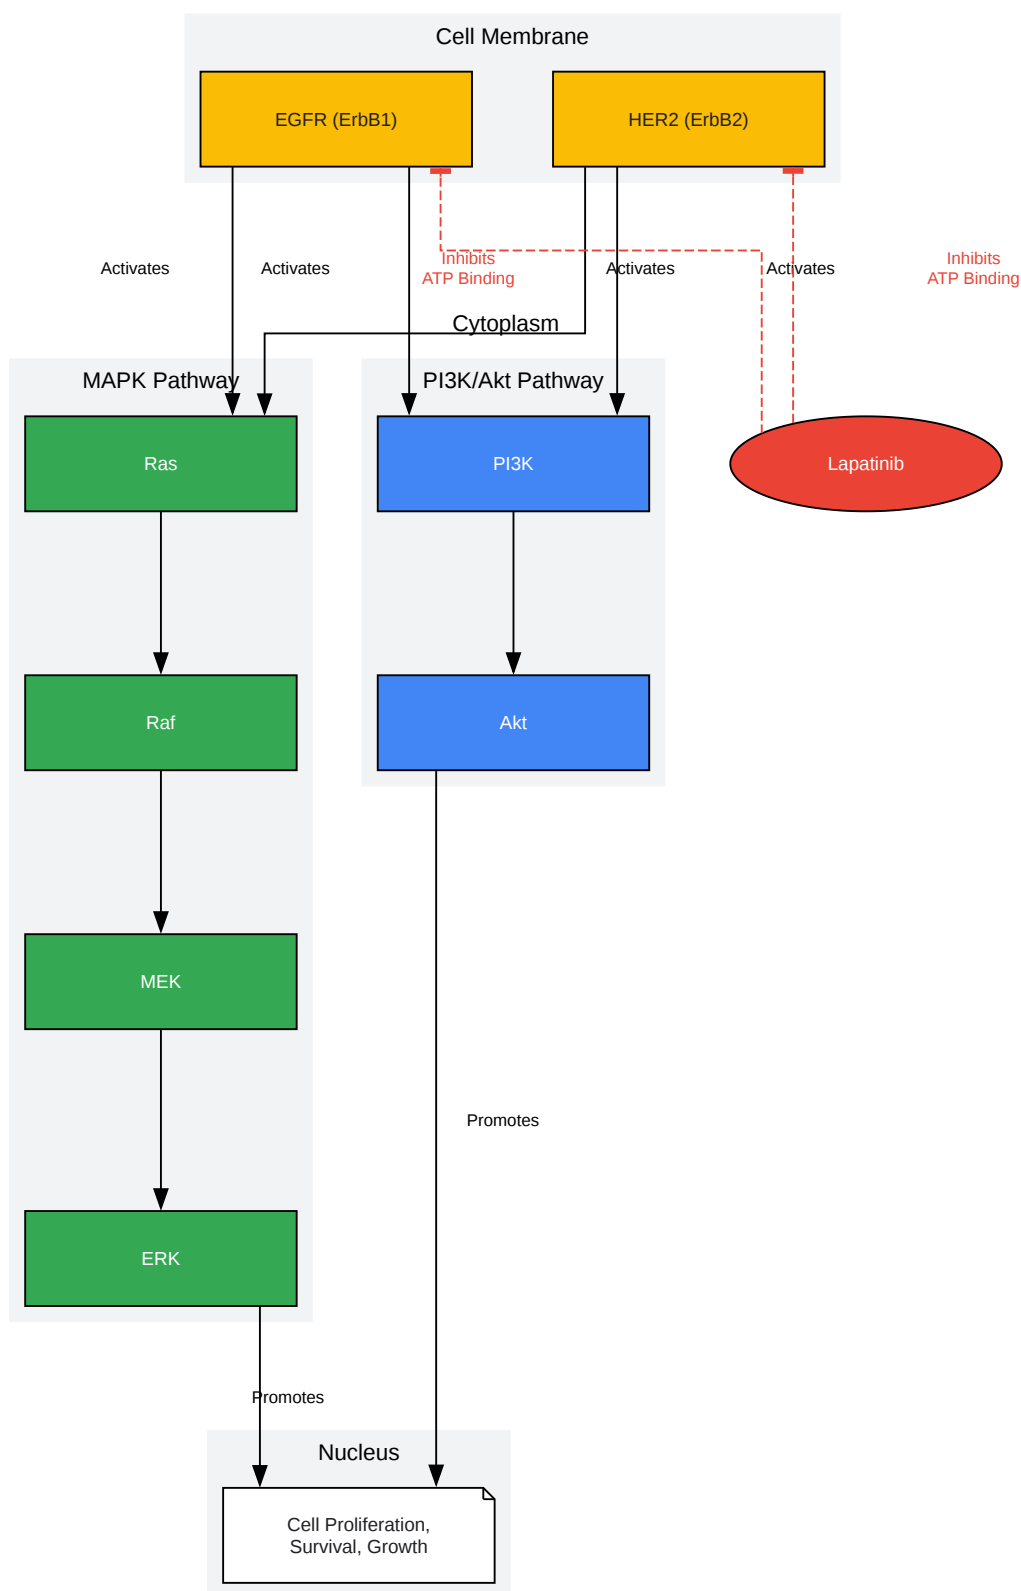 Cell Membrane
EGFR (ErbB1)
HER2 (ErbB2)
Activates
Activates
Inhibits
ATP Binding
Activates
Activates
Inhibits
ATP Binding
Cytoplasm
MAPK Pathway
PI3K/Akt Pathway
Ras
PI3K
Lapatinib
Raf
Akt
MEK
Promotes
ERK
Promotes
Nucleus
Cell Proliferation,
Survival, Growth